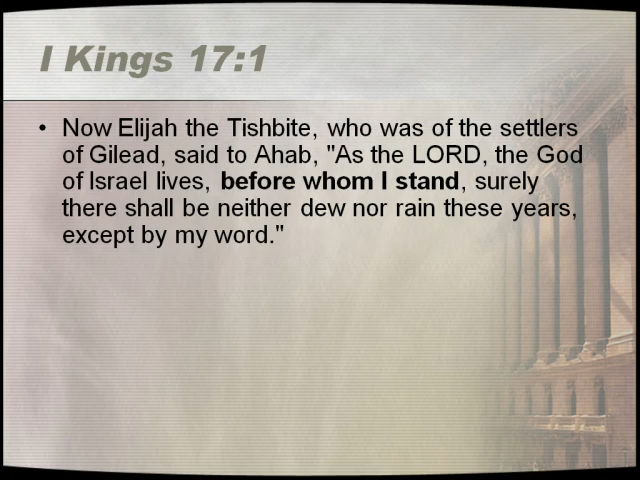 I Kings 17:1
• Now Elijah the Tishbite, who was of the settlers
of Gilead, said to Ahab, "As the LORD, the God
of Israel lives, before whom I stand, surely
there shall be neither dew nor rain these years,
except by my word."